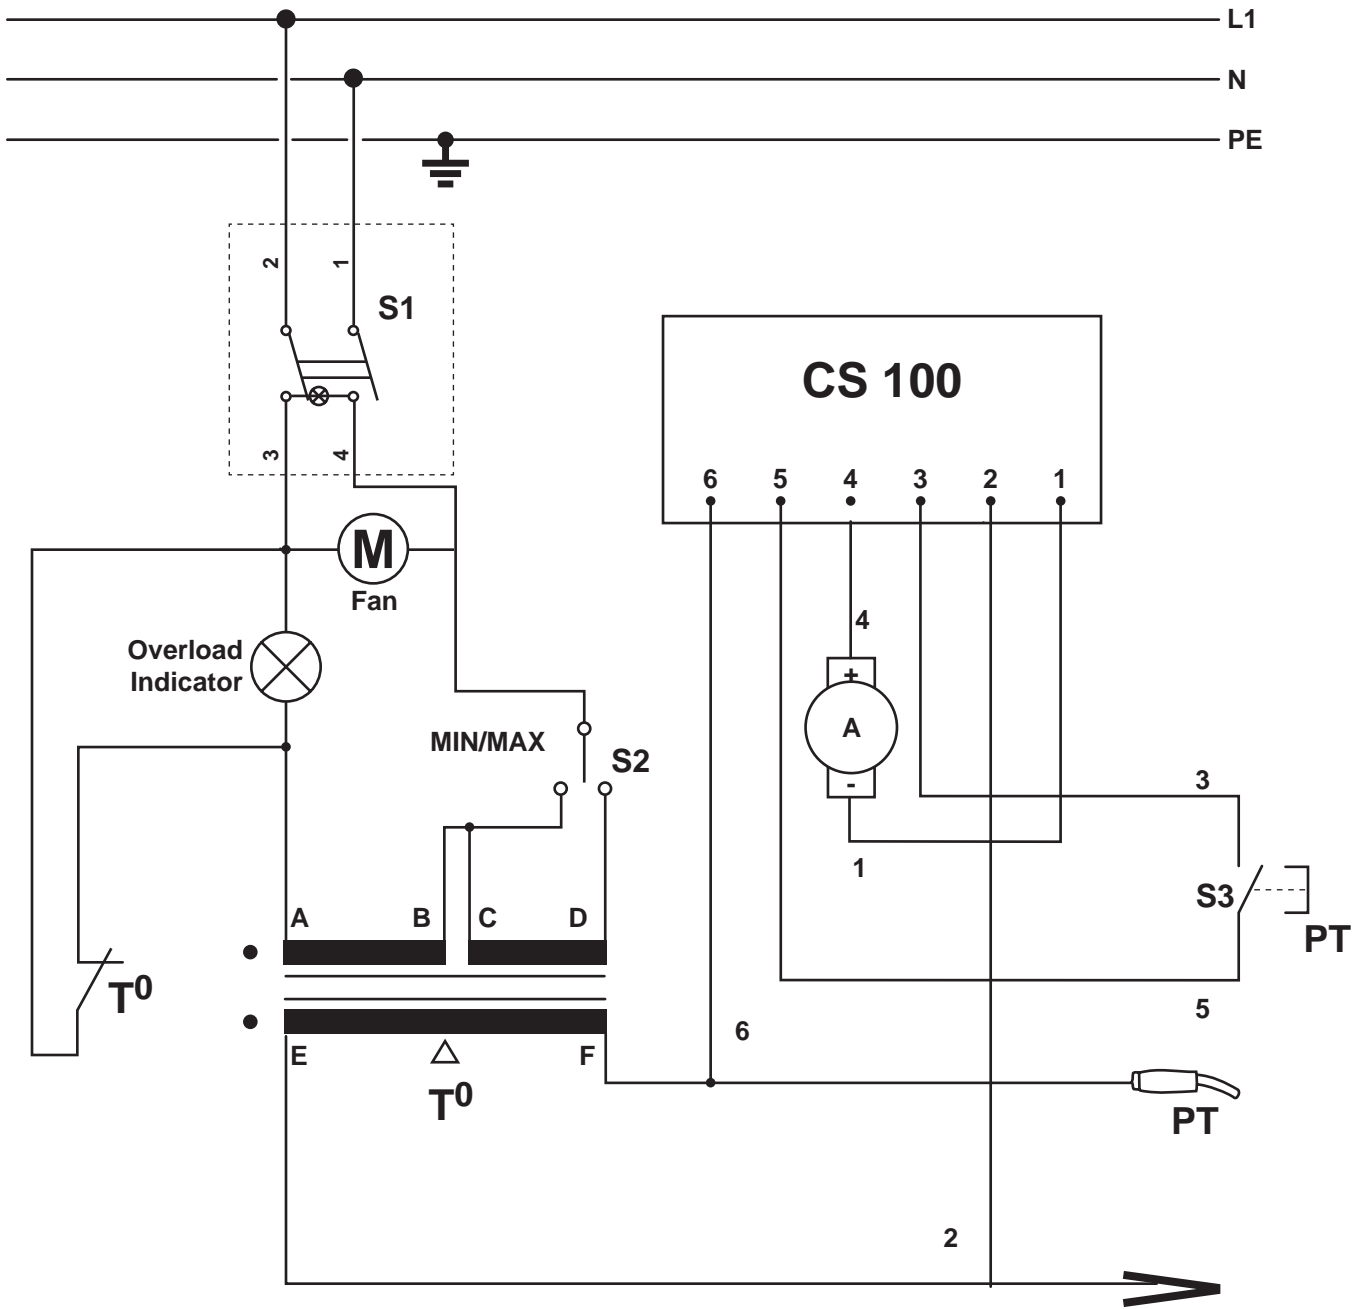 L1
N
PE
2
1
S1
3
4
CS 100
6 5 4 3 2 1
M
Fan
4
Overload
Indicator
+
A
-
MIN/MAX
S2
3
1
A B C D
S3
PT
T0
5
6
E F
T0
PT
2